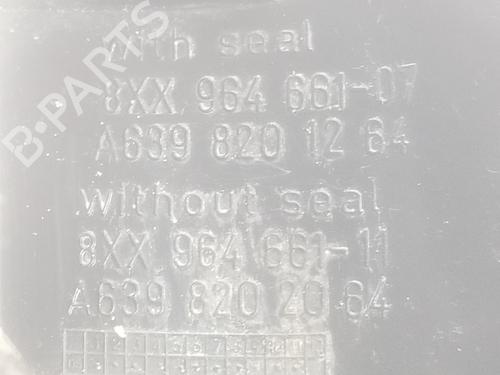 B-PARTS
with seal
8XX 964 661-07
A639 820 12 64
without seal
8XX 964 661-11
A639 820 20 64